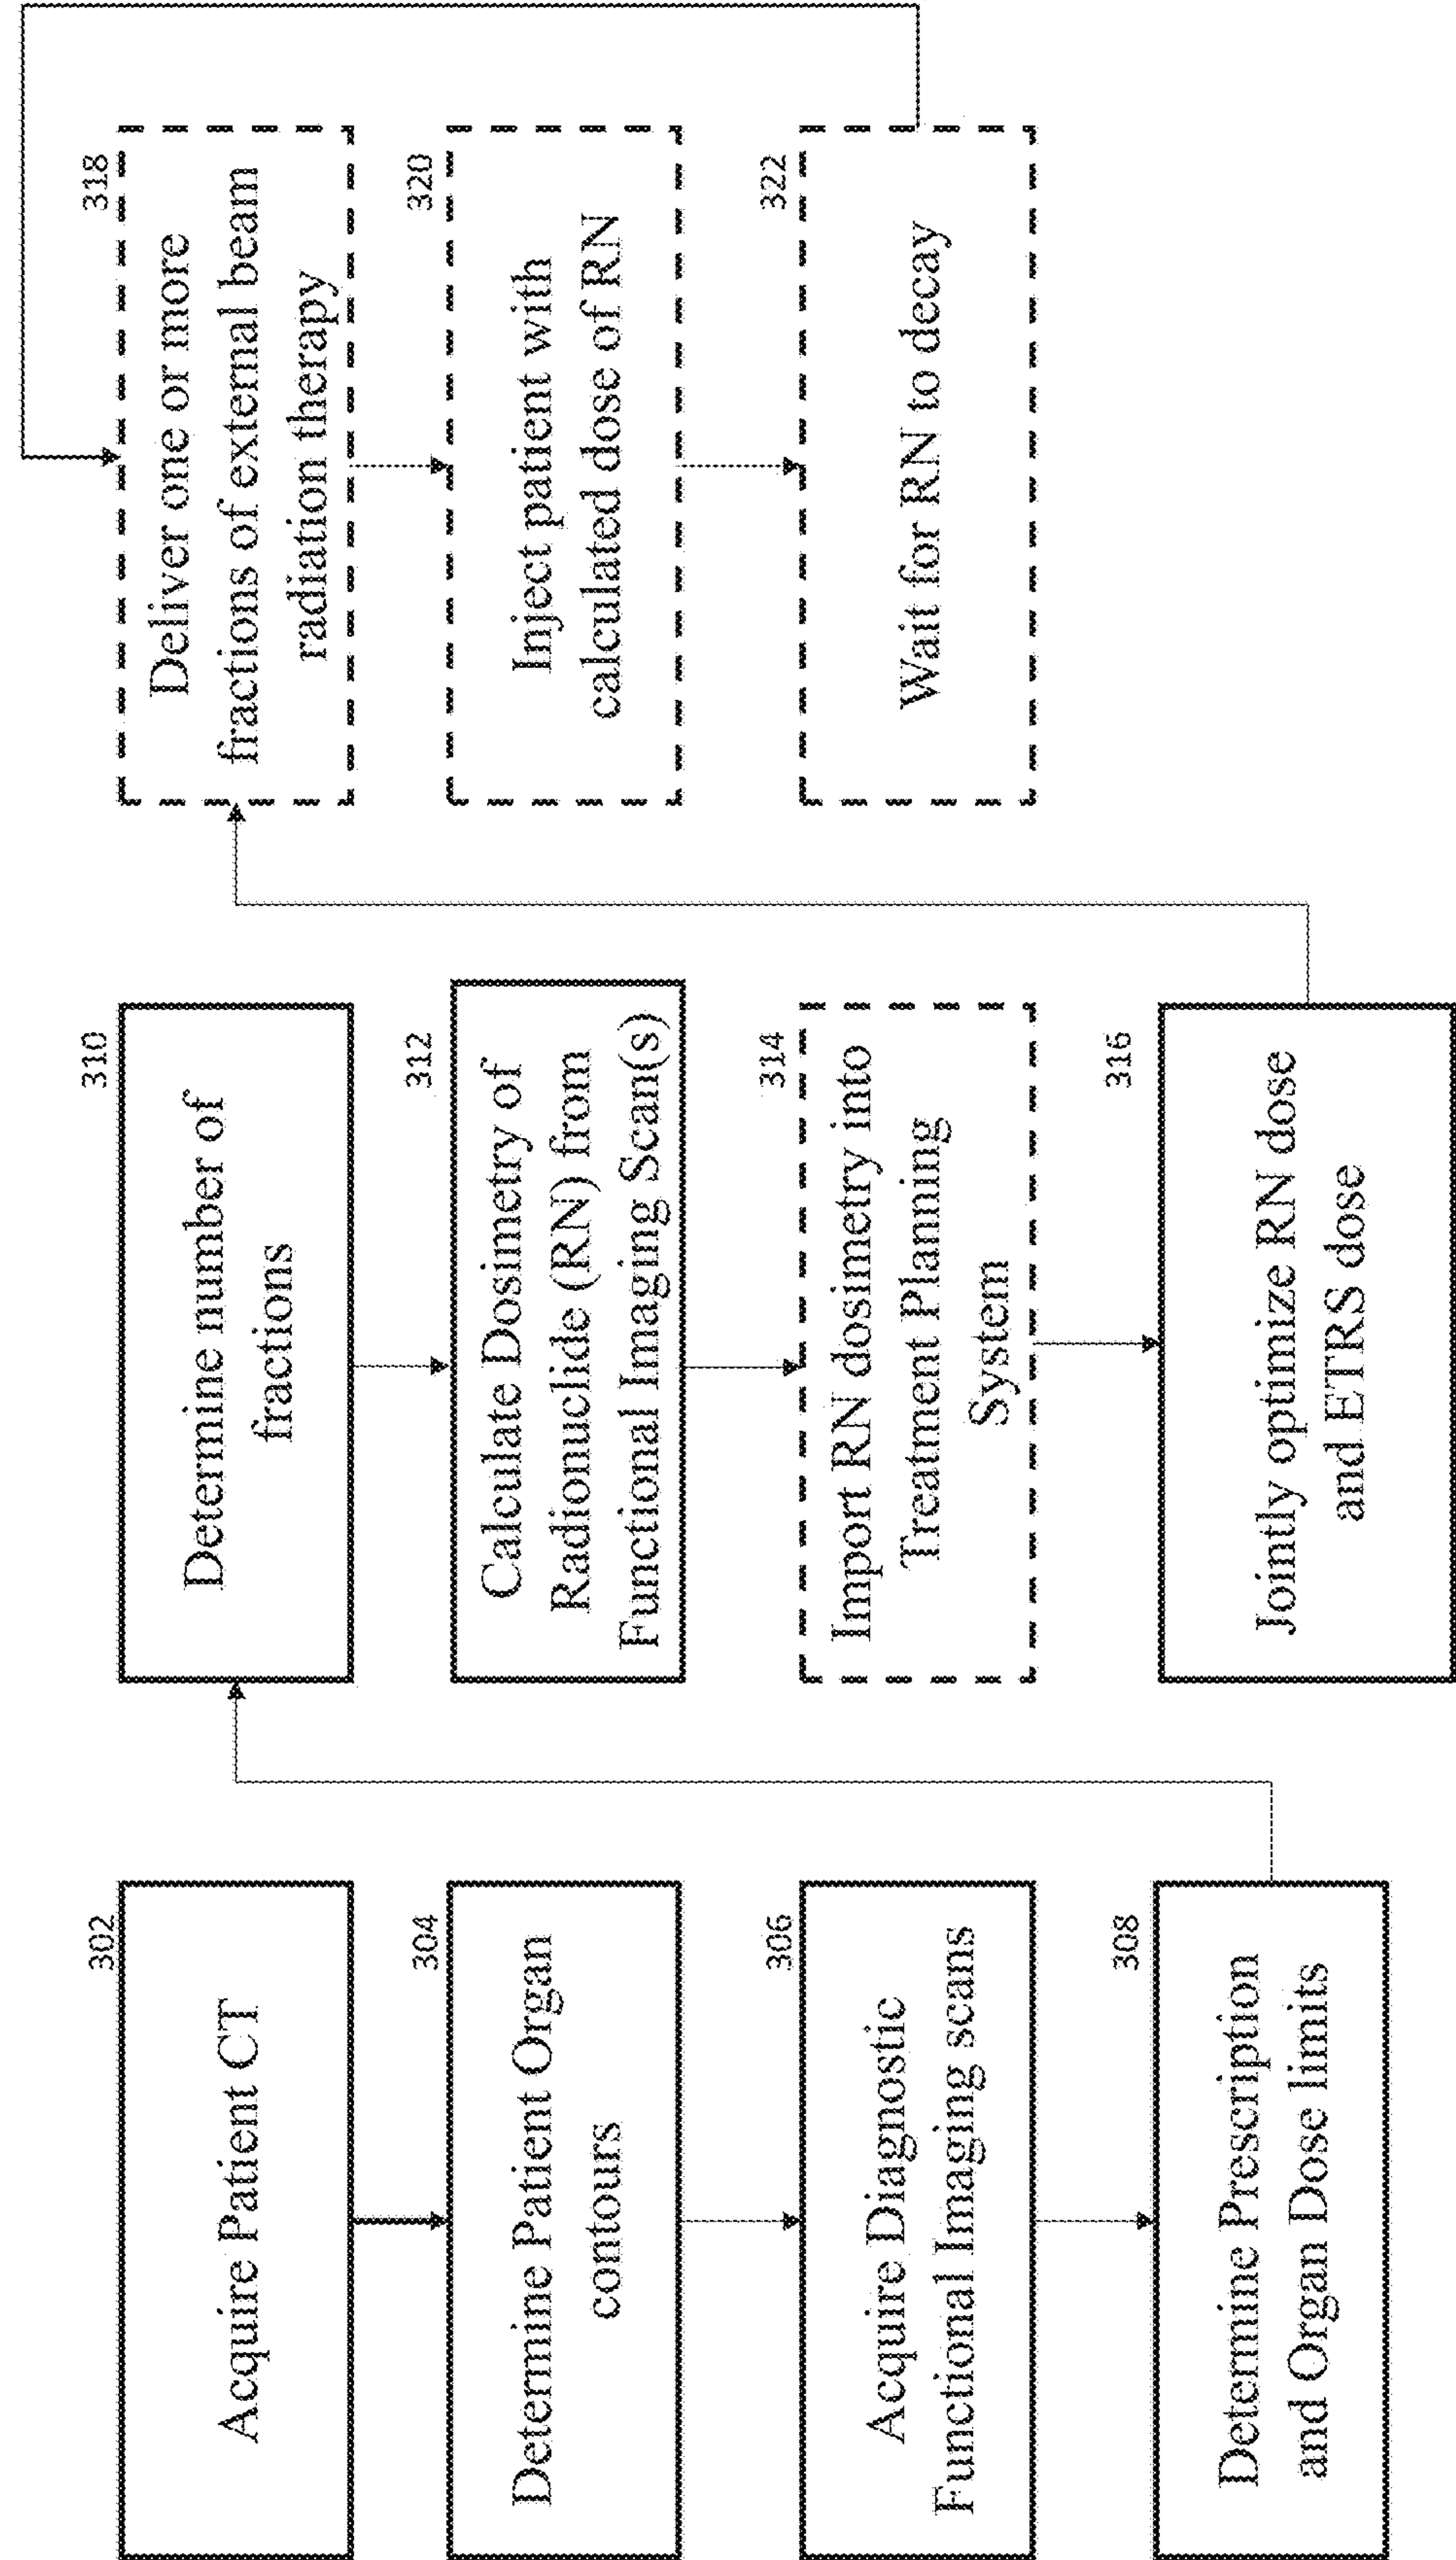 302
Acquire Patient CT
304
Determine Patient Organ
contours
306
Acquire Diagnostic
Functional Imaging scans
308
Determine Prescription
and Organ Dose limits
310
Determine number of
fractions
312
Calculate Dosimetry of
Radionuclide (RN) from
Functional Imaging Scan(s)
314
Import RN dosimetry into
Treatment Planning
System
316
Jointly optimize RN dose
and ETRS dose
318
Deliver one or more
fractions of external beam
radiation therapy
320
Inject patient with
calculated dose of RN
322
Wait for RN to decay